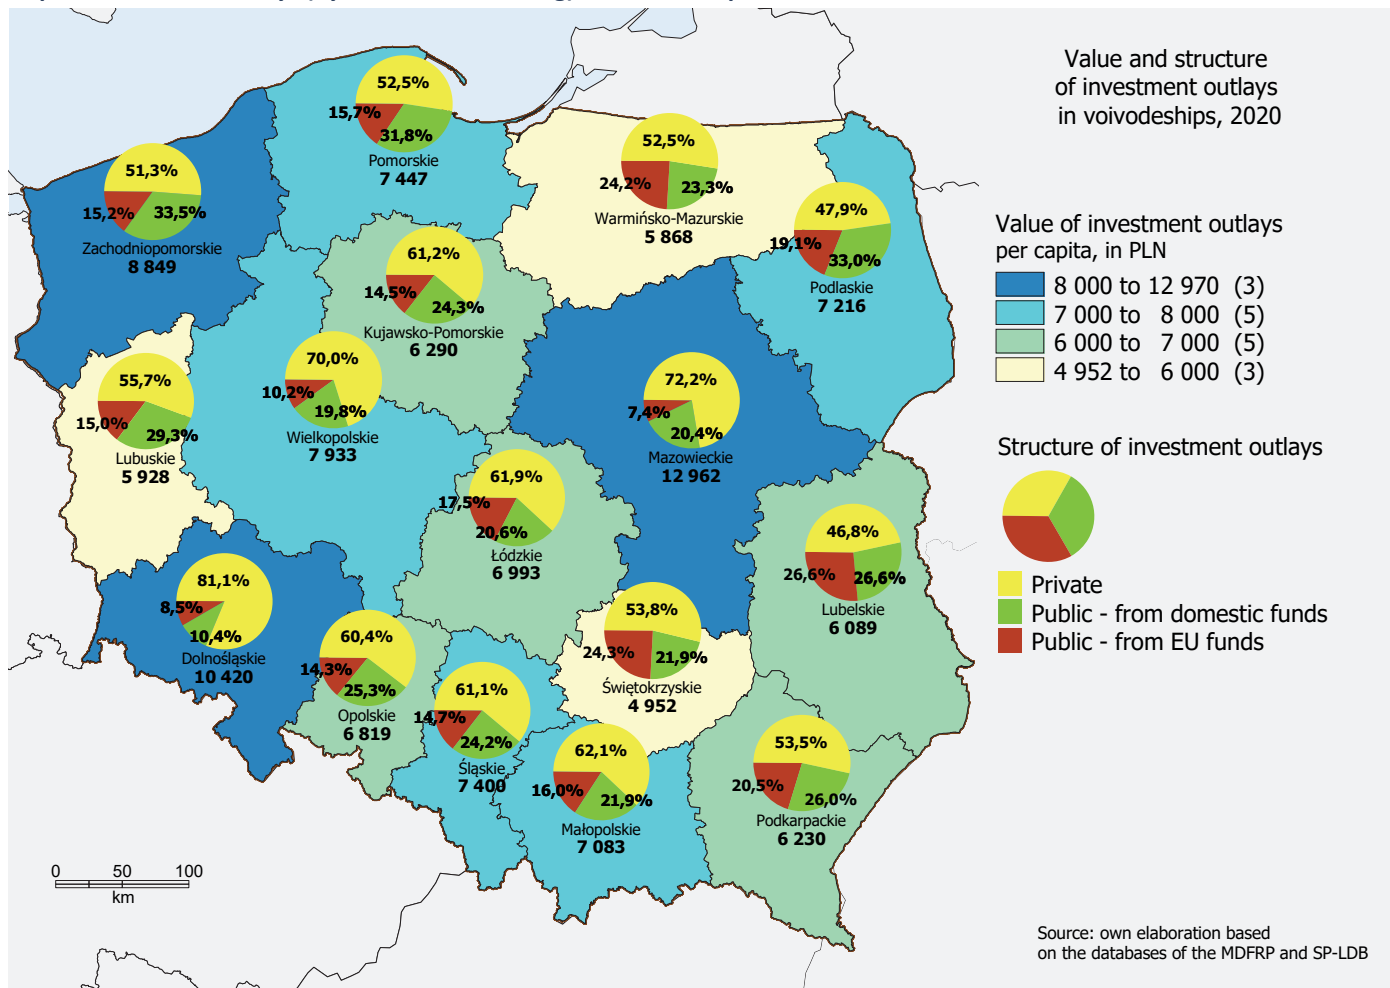 Value and structure
of investment outlays
in voivodeships, 2020
52,5%
15,7%
31,8%
Pomorskie
7 447
52,5%
24,2%
23,3%
Warmińsko-Mazurskie
5 868
51,3%
15,2%
33,5%
Zachodniopomorskie
8 849
47,9%
19,1%
33,0%
Podlaskie
7 216
61,2%
14,5%
24,3%
Kujawsko-Pomorskie
6 290
Value of investment outlays
per capita, in PLN
8 000 to 12 970 (3)
7 000 to 8 000 (5)
6 000 to 7 000 (5)
4 952 to 6 000 (3)
55,7%
15,0%
29,3%
Lubuskie
5 928
70,0%
10,2%
19,8%
Wielkopolskie
7 933
72,2%
7,4%
20,4%
Mazowieckie
12 962
61,9%
17,5%
20,6%
Łódzkie
6 993
46,8%
26,6%
26,6%
Lubelskie
6 089
Structure of investment outlays
Private
Public - from domestic funds
Public - from EU funds
81,1%
8,5%
10,4%
Dolnośląskie
10 420
60,4%
14,3%
25,3%
Opolskie
6 819
61,1%
14,7%
24,2%
Śląskie
7 400
53,8%
24,3%
21,9%
Świętokrzyskie
4 952
62,1%
16,0%
21,9%
Małopolskie
7 083
53,5%
20,5%
26,0%
Podkarpackie
6 230
0 50 100
km
Source: own elaboration based
on the databases of the MDFRP and SP-LDB